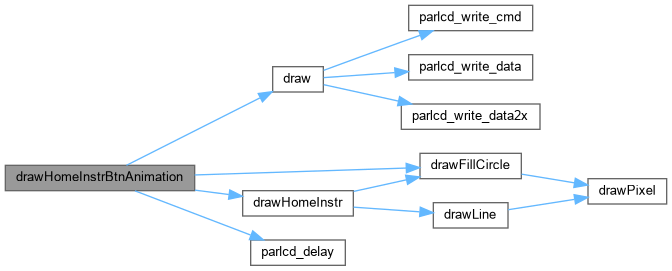 parlcd_write_cmd
draw
parlcd_write_data
parlcd_write_data2x
drawHomeInstrBtnAnimation
drawFillCircle
drawHomeInstr
drawPixel
drawLine
parlcd_delay